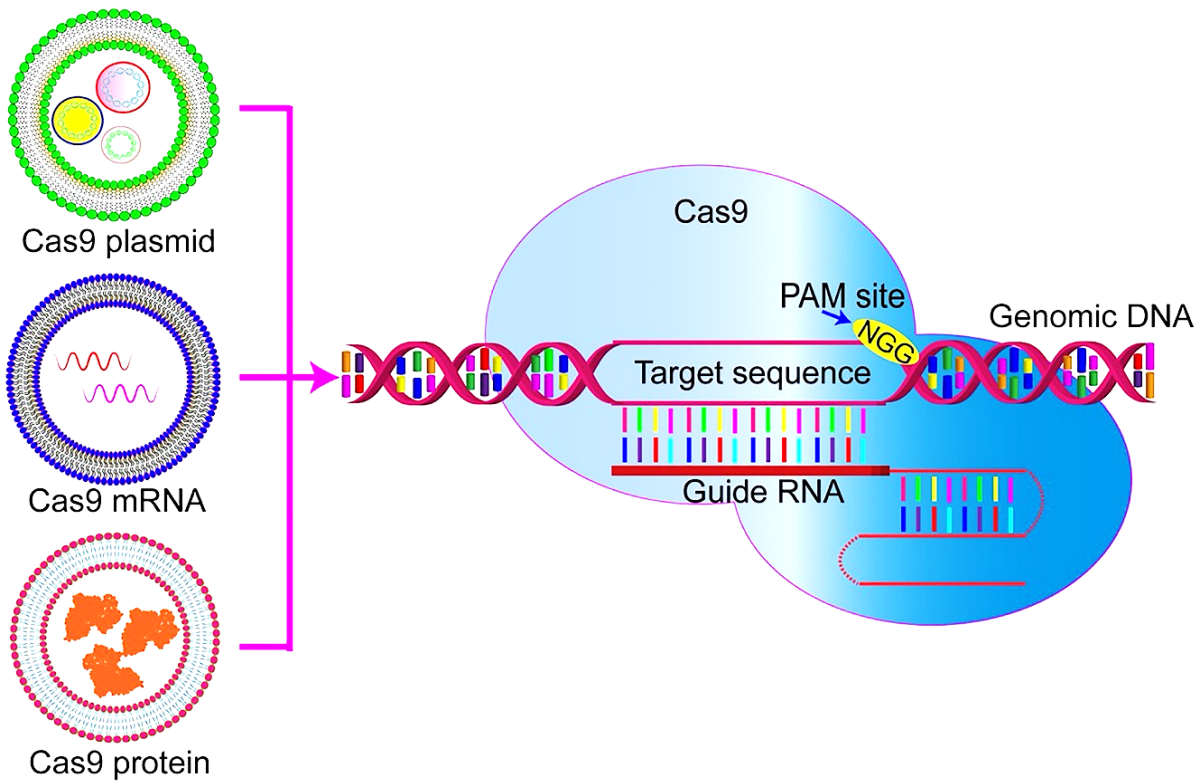 Cas9 plasmid
Cas9 mRNA
Cas9 protein
Cas9
PAM site
NGG
Genomic DNA
Target sequence
Guide RNA